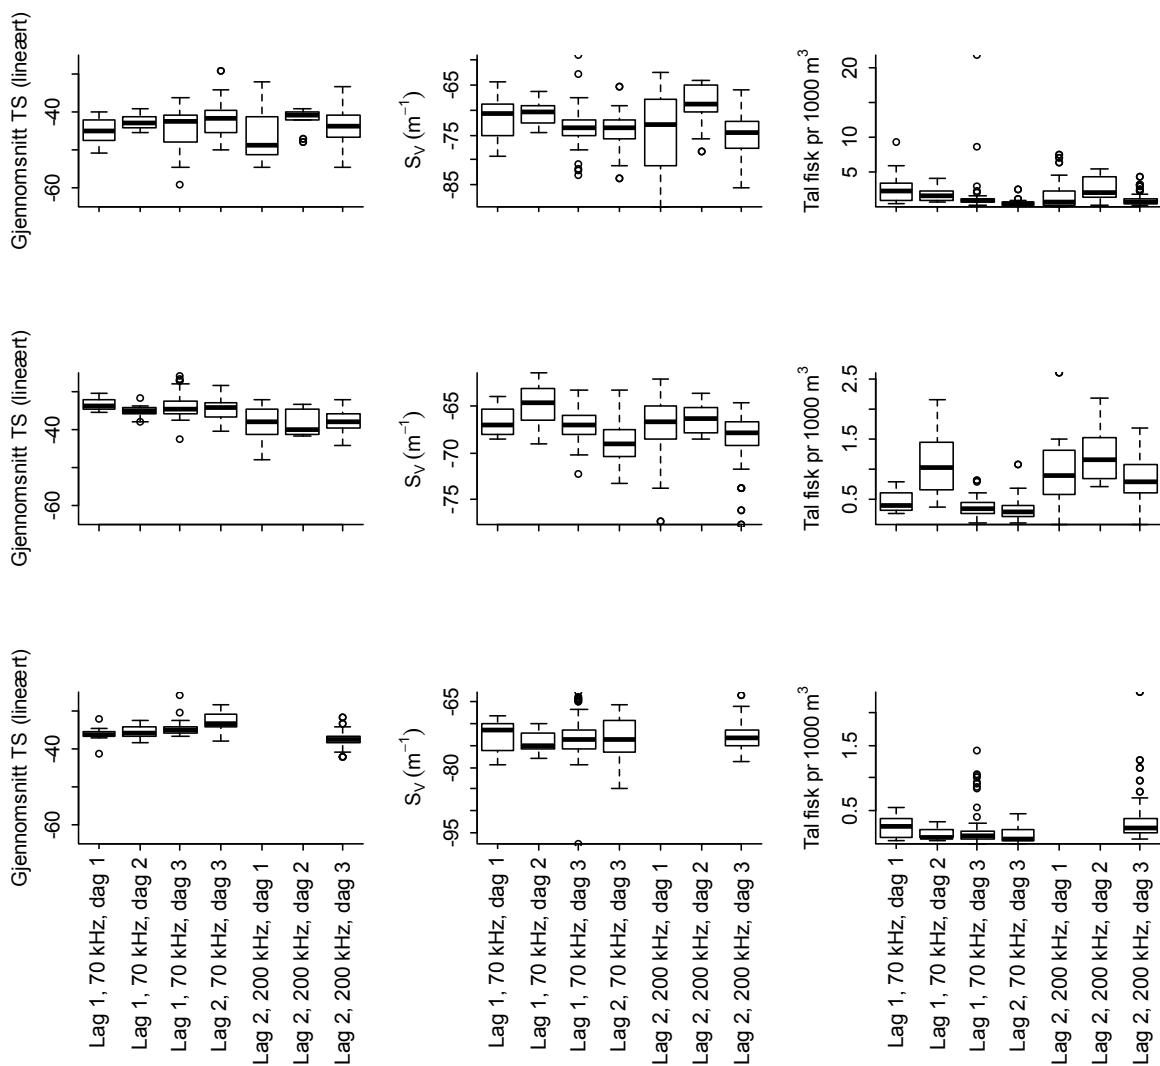 Gjennomsnitt TS (lineært)
-40
-60
S_V (m⁻¹)
-65
-75
-85
Tal fisk pr 1000 m³
20
10
5
Gjennomsnitt TS (lineært)
-40
-60
S_V (m⁻¹)
-65
-70
-75
Tal fisk pr 1000 m³
2.5
1.5
0.5
Gjennomsnitt TS (lineært)
-40
-60
S_V (m⁻¹)
-65
-80
-95
Tal fisk pr 1000 m³
1.5
0.5
Lag 1, 70 kHz, dag 1
Lag 1, 70 kHz, dag 2
Lag 1, 70 kHz, dag 3
Lag 2, 70 kHz, dag 3
Lag 2, 200 kHz, dag 1
Lag 2, 200 kHz, dag 2
Lag 2, 200 kHz, dag 3
Lag 1, 70 kHz, dag 1
Lag 1, 70 kHz, dag 2
Lag 1, 70 kHz, dag 3
Lag 2, 70 kHz, dag 3
Lag 2, 200 kHz, dag 1
Lag 2, 200 kHz, dag 2
Lag 2, 200 kHz, dag 3
Lag 1, 70 kHz, dag 1
Lag 1, 70 kHz, dag 2
Lag 1, 70 kHz, dag 3
Lag 2, 70 kHz, dag 3
Lag 2, 200 kHz, dag 1
Lag 2, 200 kHz, dag 2
Lag 2, 200 kHz, dag 3